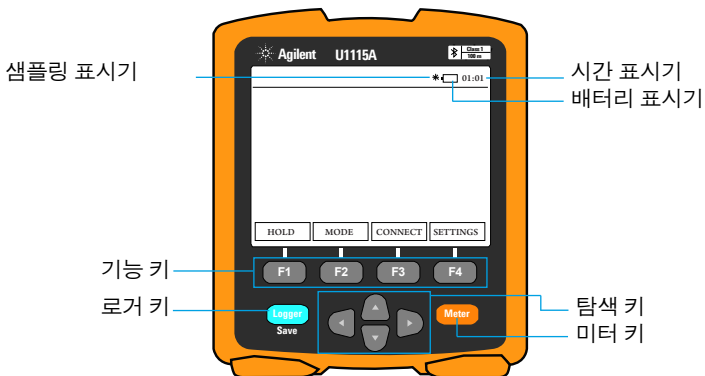 Agilent U1115A
Class 1
100 m
샘플링 표시기
01:01
시간 표시기
배터리 표시기
HOLD MODE CONNECT SETTINGS
기능 키
F1 F2 F3 F4
로거 키
Logger
Save
Meter
탐색 키
미터 키